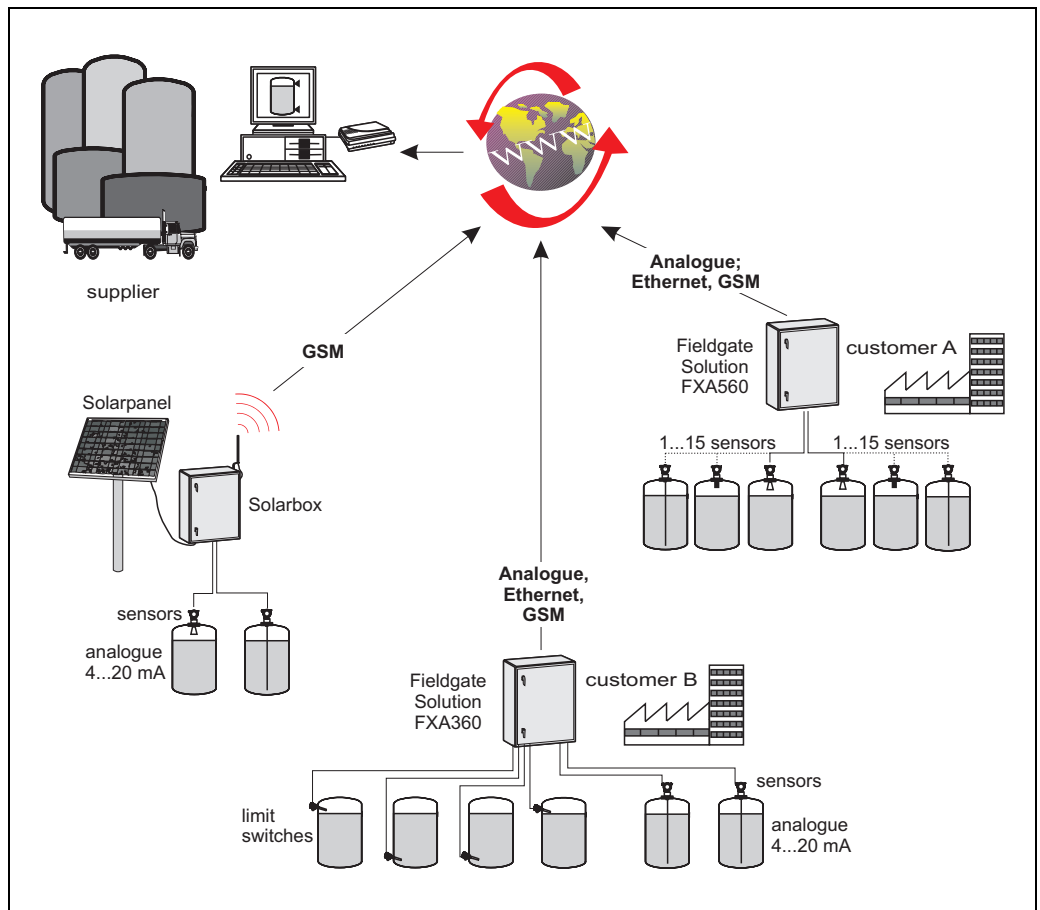 WWW
supplier
Analogue;
Ethernet, GSM
GSM
Fieldgate
Solution
FXA560
customer A
Solarpanel
1...15 sensors
1...15 sensors
Solarbox
Analogue,
Ethernet,
GSM
sensors
analogue
4...20 mA
Fieldgate
Solution
FXA360
customer B
sensors
limit
switches
analogue
4...20 mA